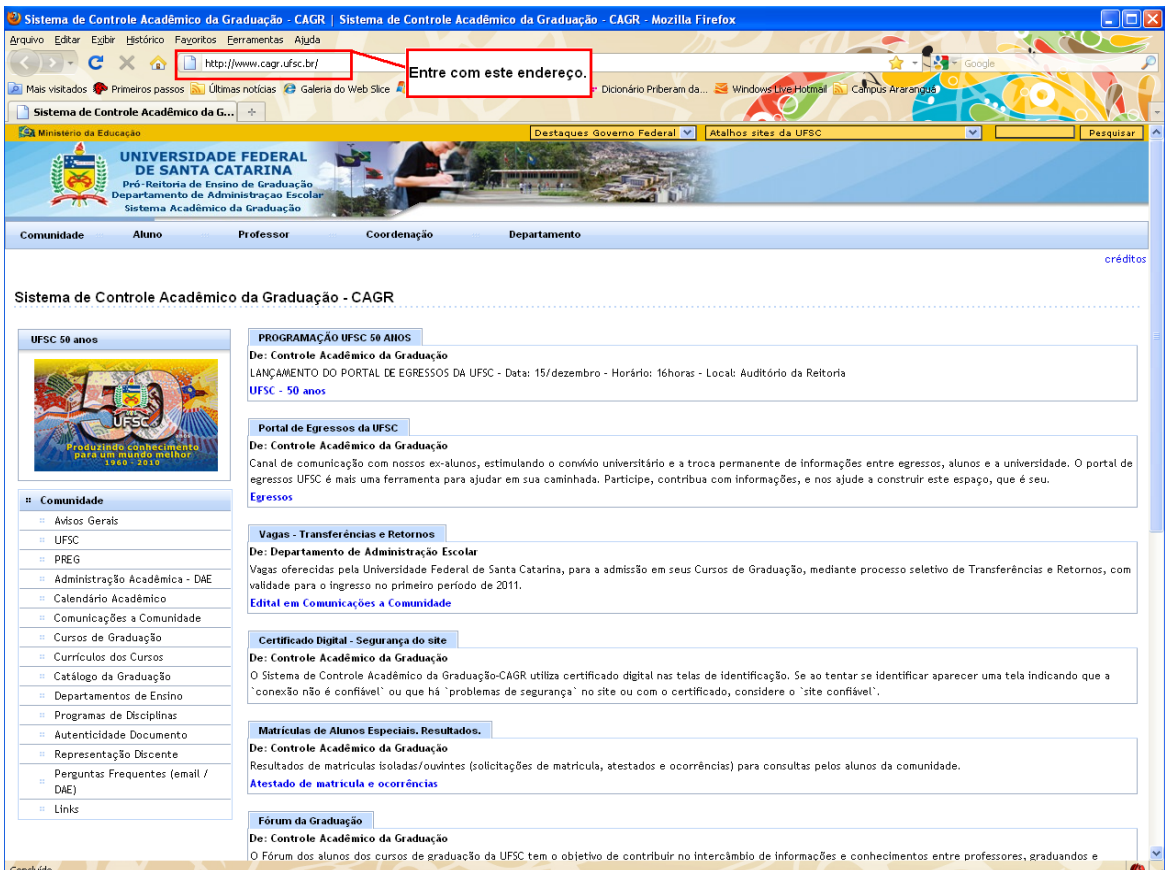 Sistema de Controle Acadêmico da Graduação - CAGR | Sistema de Controle Acadêmico da Graduação - CAGR - Mozilla Firefox
Arquivo Editar Exibir Histórico Favoritos Ferramentas Ajuda
http://www.cagr.ufsc.br/
Google
Entre com este endereço.
Mais visitados Primeiros passos Últimas notícias Galeria do Web Slice Dicionário Priberam da... Windows Live Hotmail Campus Araranguá
Sistema de Controle Acadêmico da G...
Ministério da Educação Destaques Governo Federal Atalhos sites da UFSC Pesquisar
UNIVERSIDADE FEDERAL
DE SANTA CATARINA
Pró-Reitoria de Ensino de Graduação
Departamento de Administraçao Escolar
Sistema Acadêmico da Graduação
Comunidade Aluno Professor Coordenação Departamento
créditos
Sistema de Controle Acadêmico da Graduação - CAGR
UFSC 50 anos
50
UFSC
anos
Produzindo conhecimento
para um mundo melhor
1960 - 2010
Comunidade
Avisos Gerais
UFSC
PREG
Administração Acadêmica - DAE
Calendário Acadêmico
Comunicações a Comunidade
Cursos de Graduação
Currículos dos Cursos
Catálogo da Graduação
Departamentos de Ensino
Programas de Disciplinas
Autenticidade Documento
Representação Discente
Perguntas Frequentes (email /
DAE)
Links
PROGRAMAÇÃO UFSC 50 ANOS
De: Controle Acadêmico da Graduação
LANÇAMENTO DO PORTAL DE EGRESSOS DA UFSC - Data: 15/dezembro - Horário: 16horas - Local: Auditório da Reitoria
UFSC - 50 anos
Portal de Egressos da UFSC
De: Controle Acadêmico da Graduação
Canal de comunicação com nossos ex-alunos, estimulando o convívio universitário e a troca permanente de informações entre egressos, alunos e a universidade. O portal de
egressos UFSC é mais uma ferramenta para ajudar em sua caminhada. Participe, contribua com informações, e nos ajude a construir este espaço, que é seu.
Egressos
Vagas - Transferências e Retornos
De: Departamento de Administração Escolar
Vagas oferecidas pela Universidade Federal de Santa Catarina, para a admissão em seus Cursos de Graduação, mediante processo seletivo de Transferências e Retornos, com
validade para o ingresso no primeiro período de 2011.
Edital em Comunicações a Comunidade
Certificado Digital - Segurança do site
De: Controle Acadêmico da Graduação
O Sistema de Controle Acadêmico da Graduação-CAGR utiliza certificado digital nas telas de identificação. Se ao tentar se identificar aparecer uma tela indicando que a
`conexão não é confiável` ou que há `problemas de segurança` no site ou com o certificado, considere o `site confiável`.
Matrículas de Alunos Especiais. Resultados.
De: Controle Acadêmico da Graduação
Resultados de matriculas isoladas/ouvintes (solicitações de matricula, atestados e ocorrências) para consultas pelos alunos da comunidade.
Atestado de matrícula e ocorrências
Fórum da Graduação
De: Controle Acadêmico da Graduação
O Fórum dos alunos dos cursos de graduação da UFSC tem o objetivo de contribuir no intercâmbio de informações e conhecimentos entre professores, graduandos e
Concluído